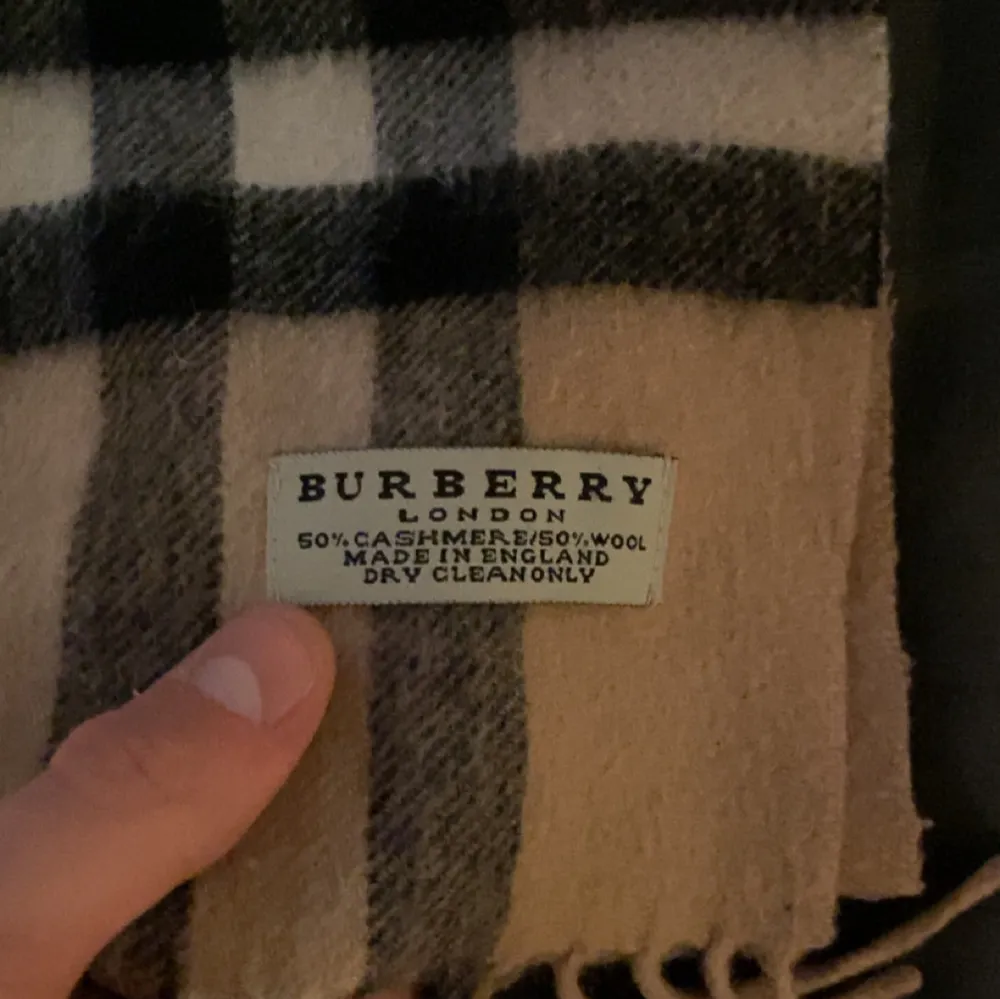 BURBERRY
LONDON
50% CASHMERE/50% WOOL
MADE IN ENGLAND
DRY CLEAN ONLY